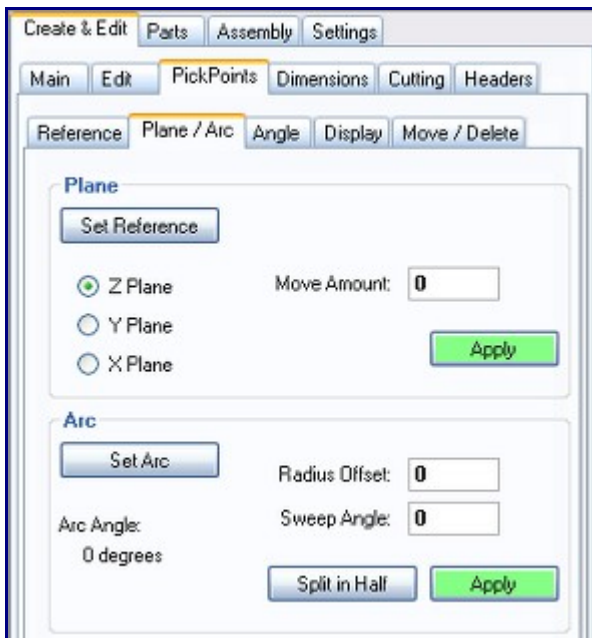 Create & Edit Parts Assembly Settings
Main Edit PickPoints Dimensions Cutting Headers
Reference Plane / Arc Angle Display Move / Delete
Plane
Set Reference
Z Plane Move Amount: 0
Y Plane
Apply
X Plane
Arc
Set Arc
Radius Offset: 0
Sweep Angle: 0
Arc Angle:
0 degrees
Split in Half Apply